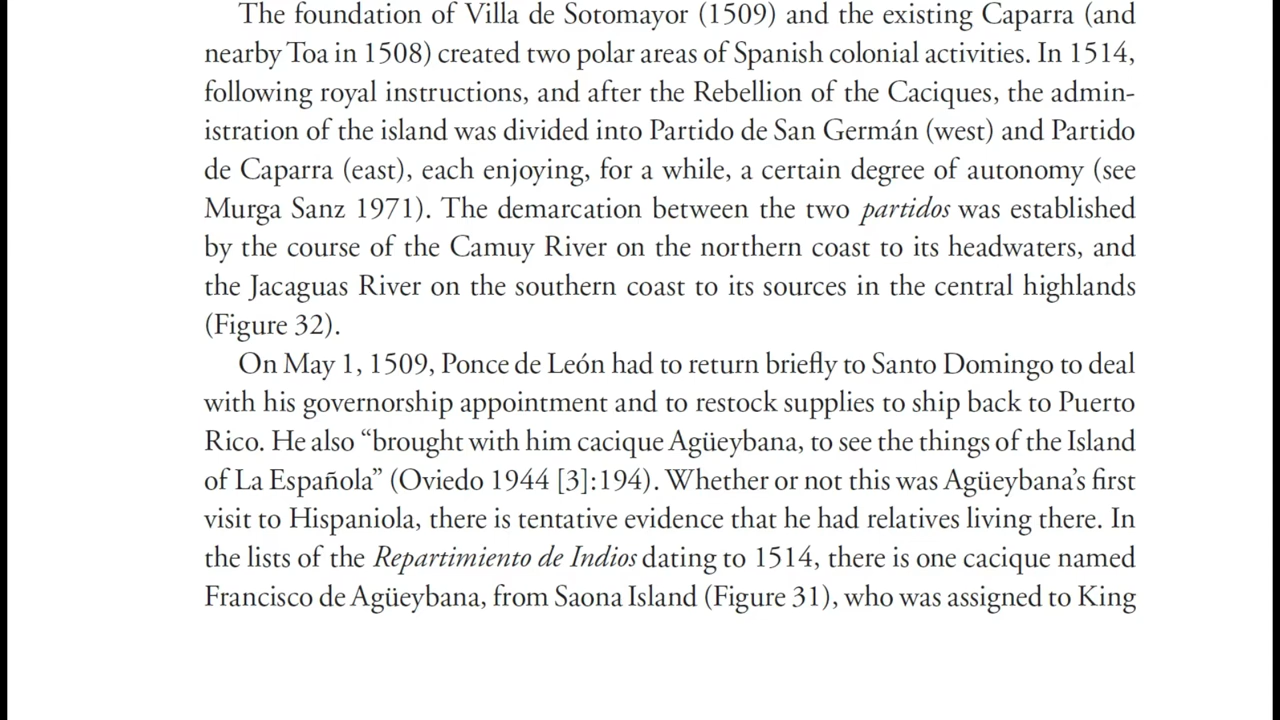 The foundation of Villa de Sotomayor (1509) and the existing Caparra (and
nearby Toa in 1508) created two polar areas of Spanish colonial activities. In 1514,
following royal instructions, and after the Rebellion of the Caciques, the admin-
istration of the island was divided into Partido de San Germán (west) and Partido
de Caparra (east), each enjoying, for a while, a certain degree of autonomy (see
Murga Sanz 1971). The demarcation between the two partidos was established
by the course of the Camuy River on the northern coast to its headwaters, and
the Jacaguas River on the southern coast to its sources in the central highlands
(Figure 32).
On May 1, 1509, Ponce de León had to return briefly to Santo Domingo to deal
with his governorship appointment and to restock supplies to ship back to Puerto
Rico. He also “brought with him cacique Agüeybana, to see the things of the Island
of La Española” (Oviedo 1944 [3]:194). Whether or not this was Agüeybana’s first
visit to Hispaniola, there is tentative evidence that he had relatives living there. In
the lists of the Repartimiento de Indios dating to 1514, there is one cacique named
Francisco de Agüeybana, from Saona Island (Figure 31), who was assigned to King